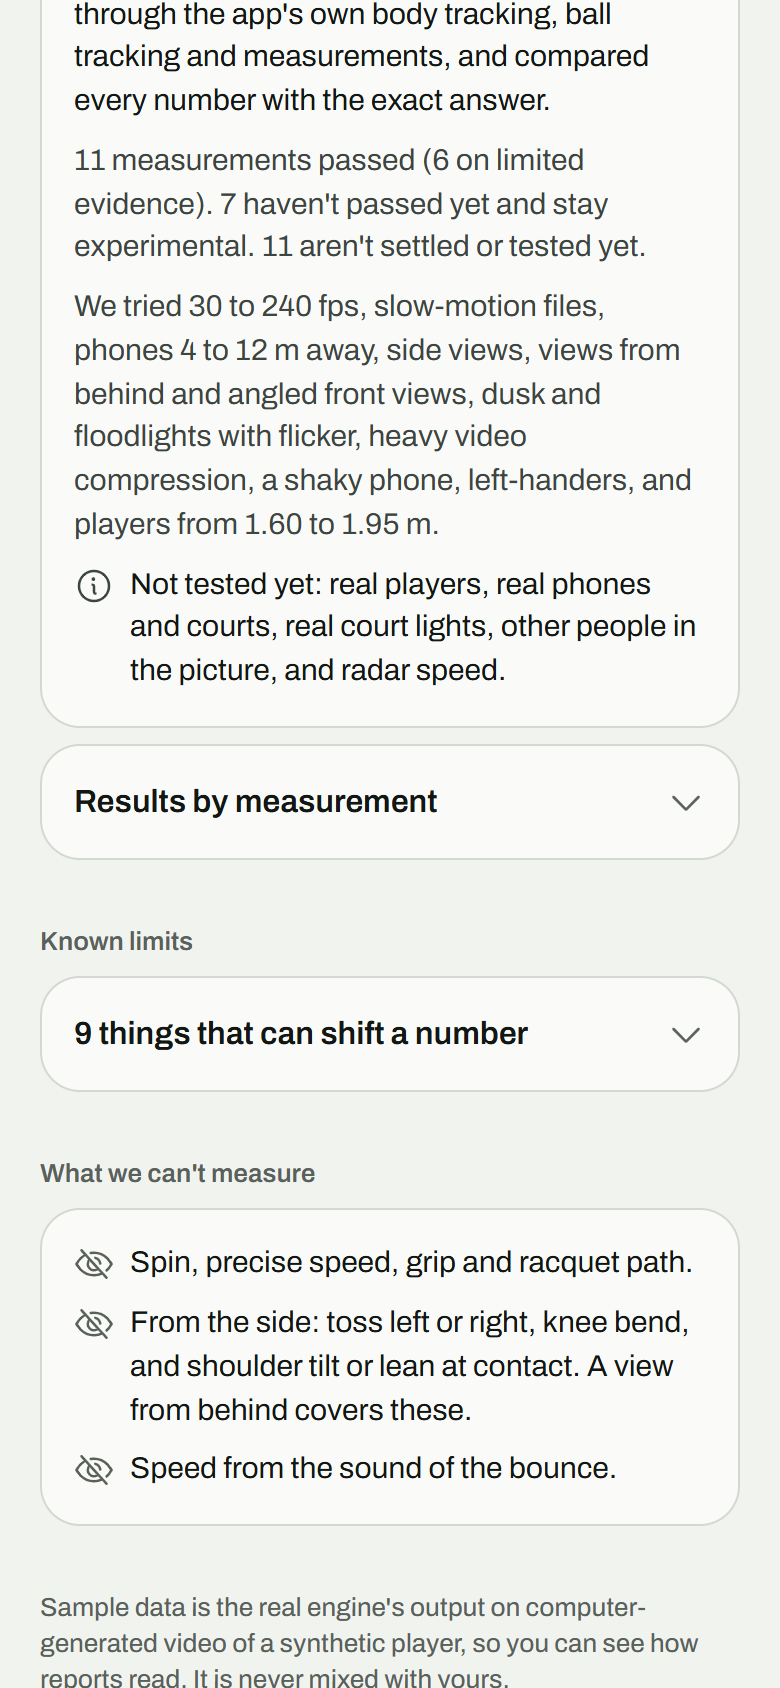 through the app's own body tracking, ball
tracking and measurements, and compared
every number with the exact answer.
11 measurements passed (6 on limited
evidence). 7 haven't passed yet and stay
experimental. 11 aren't settled or tested yet.
We tried 30 to 240 fps, slow-motion files,
phones 4 to 12 m away, side views, views from
behind and angled front views, dusk and
floodlights with flicker, heavy video
compression, a shaky phone, left-handers, and
players from 1.60 to 1.95 m.
Not tested yet: real players, real phones
and courts, real court lights, other people in
the picture, and radar speed.
Results by measurement
Known limits
9 things that can shift a number
What we can't measure
Spin, precise speed, grip and racquet path.
From the side: toss left or right, knee bend,
and shoulder tilt or lean at contact. A view
from behind covers these.
Speed from the sound of the bounce.
Sample data is the real engine's output on computer-
generated video of a synthetic player, so you can see how
reports read. It is never mixed with yours.